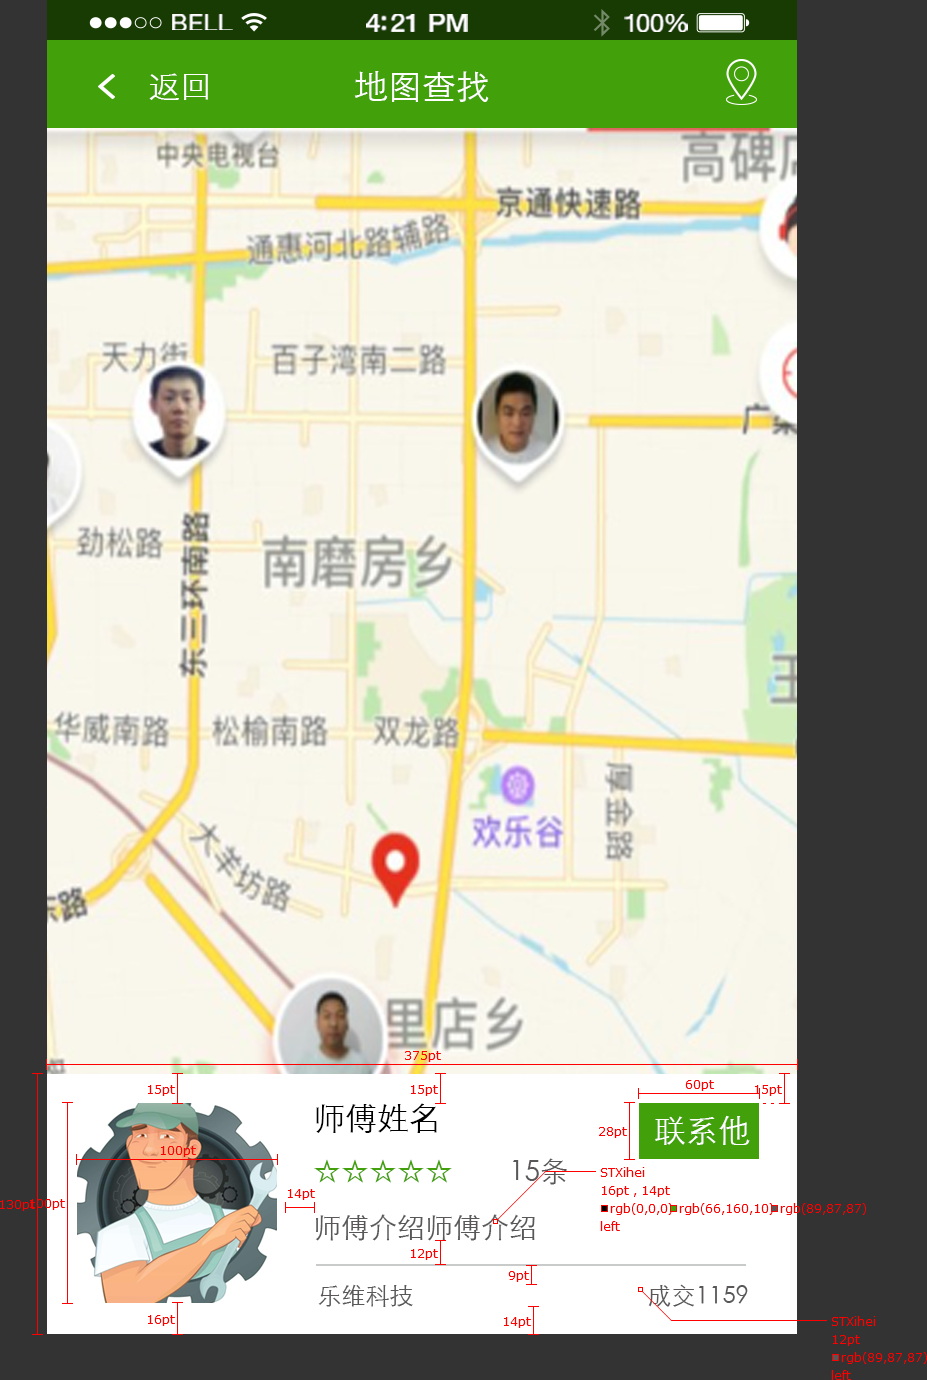 BELL 4:21 PM 100%
返回 地图查找
中央电视台
高碑店
京通快速路
通惠河北路辅路
天力街 百子湾南二路
广渠
劲松路
东三环南路
南磨房乡
王
华威南路 松榆南路 双龙路
厚金路
欢乐谷
大羊坊路
东路
里店乡
375pt
15pt 15pt 60pt 15pt
师傅姓名 28pt 联系他
100pt
15条 STXihei
16pt , 14pt
130pt 100pt 14pt rgb(0,0,0) rgb(66,160,10) rgb(89,87,87)
师傅介绍师傅介绍 left
12pt
9pt
乐维科技 成交1159
16pt 14pt STXihei
12pt
rgb(89,87,87)
left